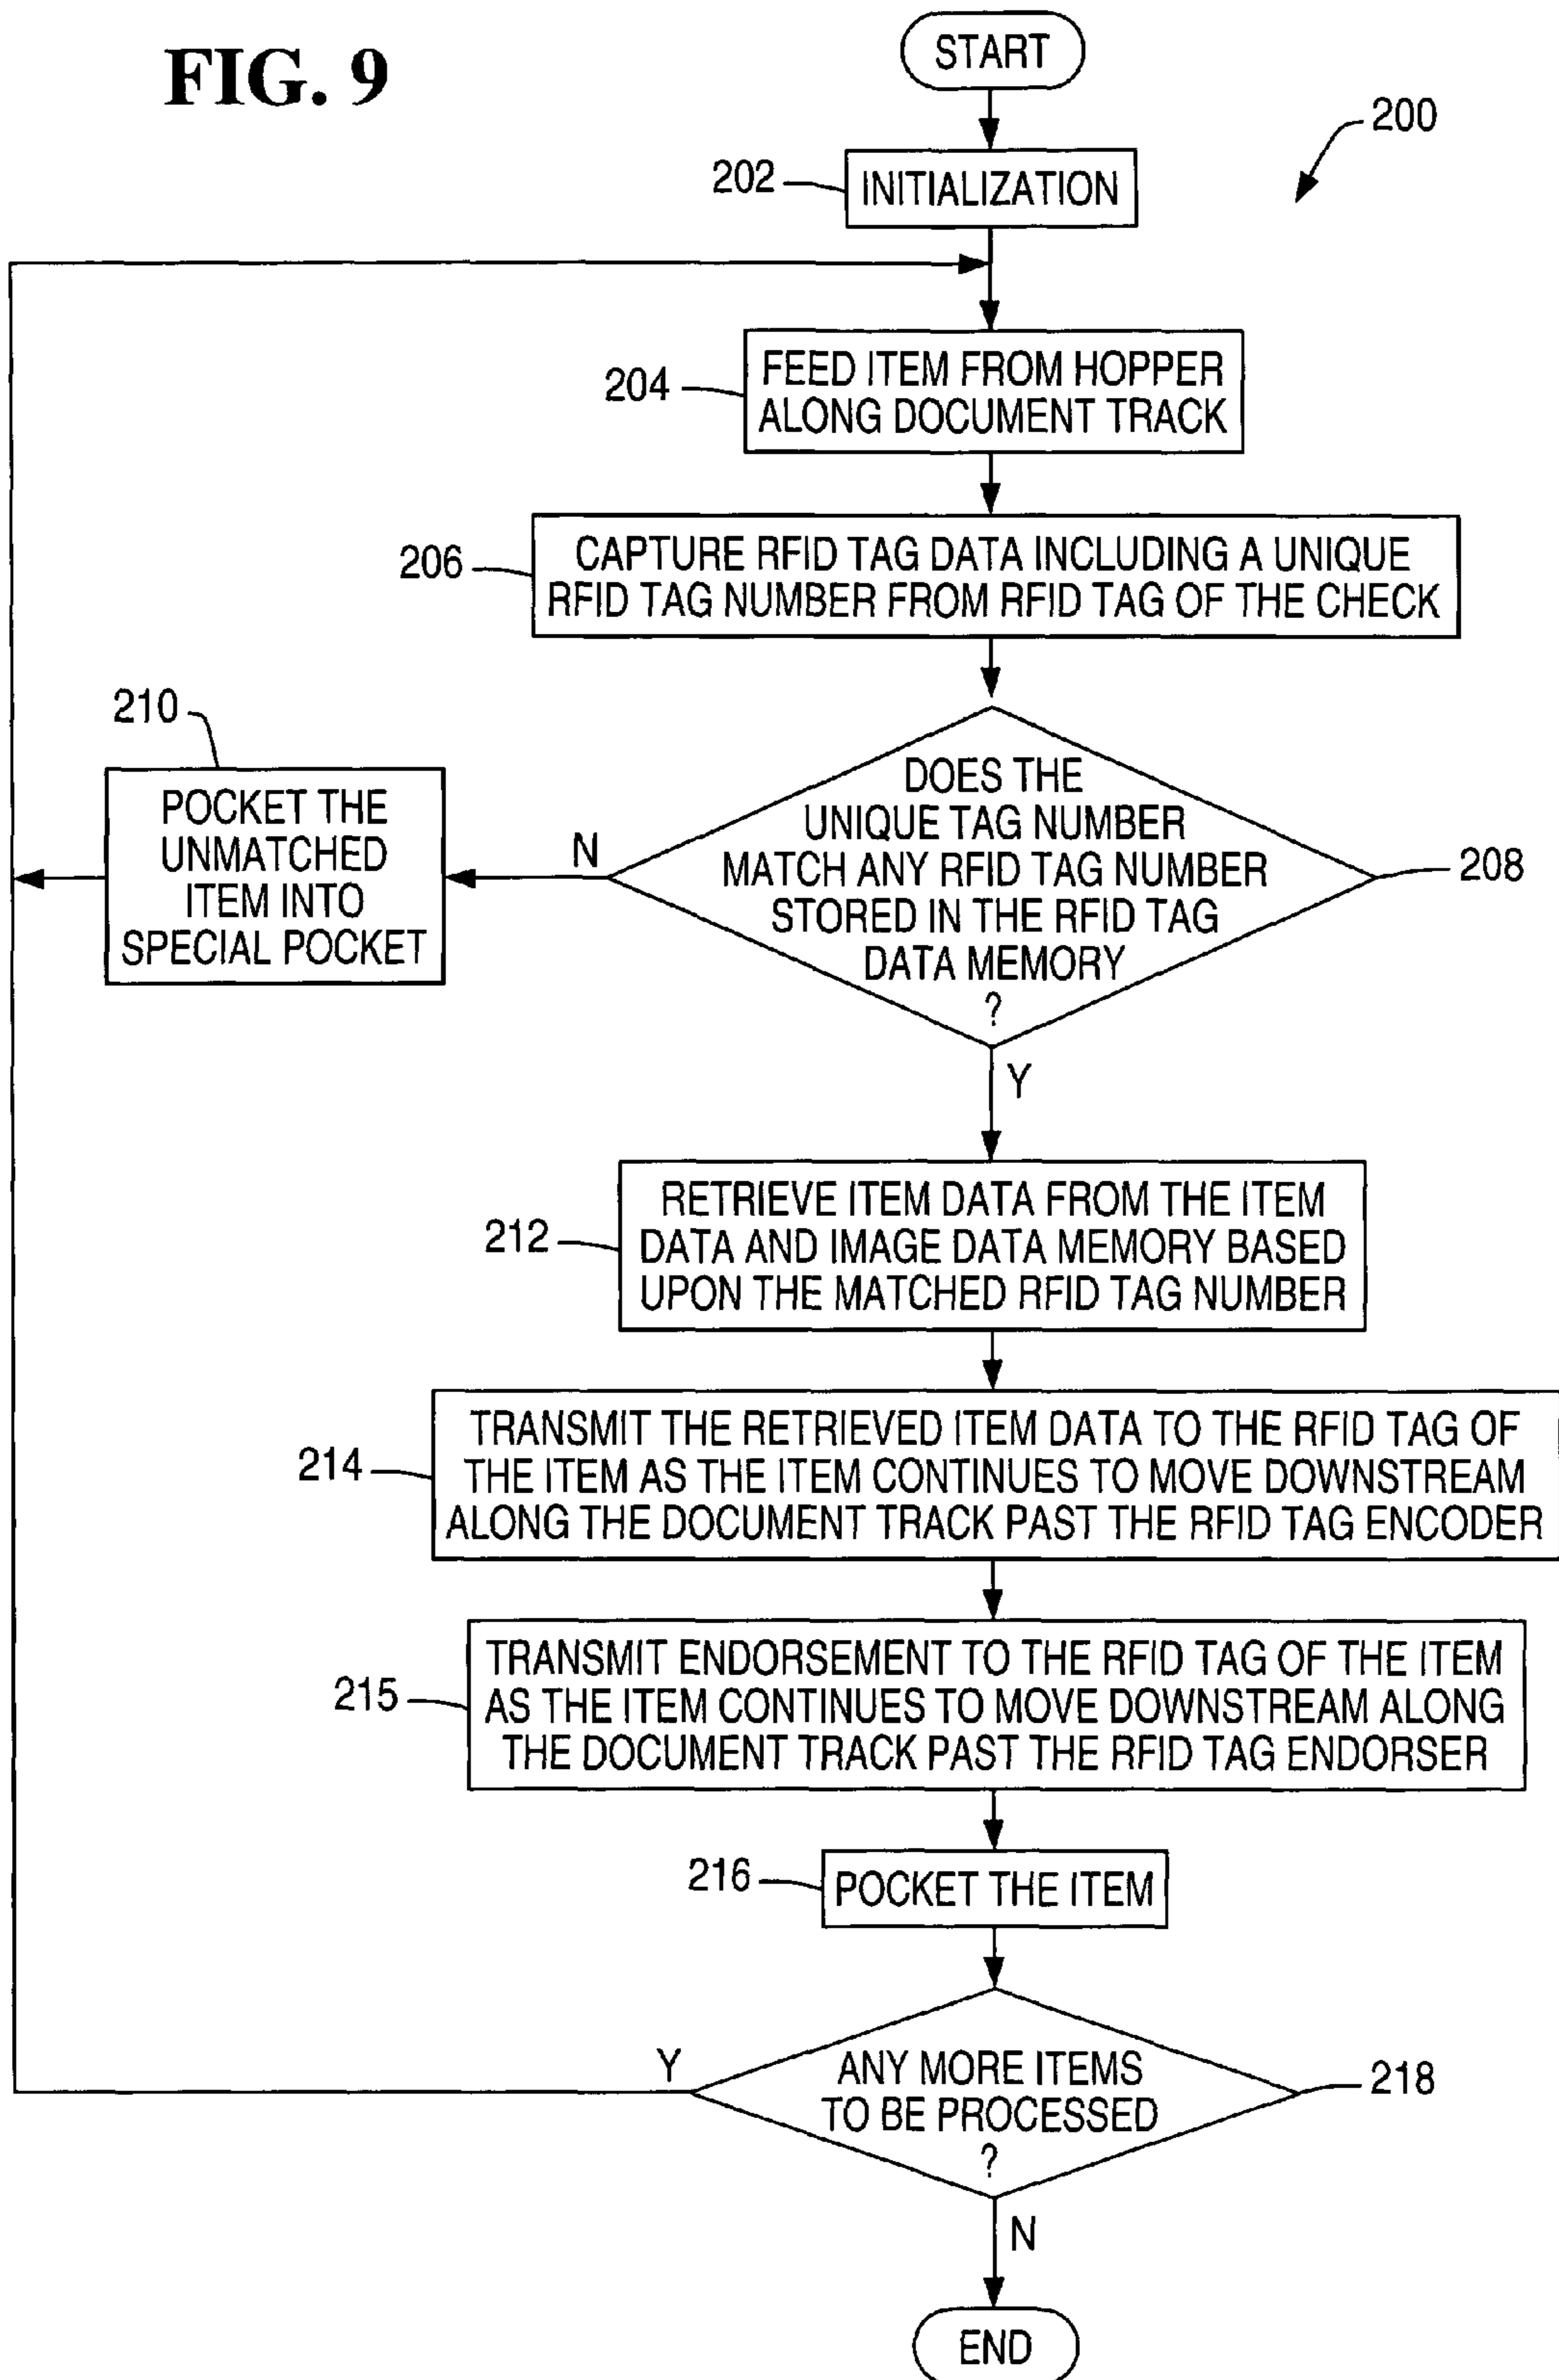 FIG. 9
START
200
202
INITIALIZATION
204
FEED ITEM FROM HOPPER
ALONG DOCUMENT TRACK
206
CAPTURE RFID TAG DATA INCLUDING A UNIQUE
RFID TAG NUMBER FROM RFID TAG OF THE CHECK
210
POCKET THE
UNMATCHED
ITEM INTO
SPECIAL POCKET
N
DOES THE
UNIQUE TAG NUMBER
MATCH ANY RFID TAG NUMBER
STORED IN THE RFID TAG
DATA MEMORY
?
208
Y
212
RETRIEVE ITEM DATA FROM THE ITEM
DATA AND IMAGE DATA MEMORY BASED
UPON THE MATCHED RFID TAG NUMBER
214
TRANSMIT THE RETRIEVED ITEM DATA TO THE RFID TAG OF
THE ITEM AS THE ITEM CONTINUES TO MOVE DOWNSTREAM
ALONG THE DOCUMENT TRACK PAST THE RFID TAG ENCODER
215
TRANSMIT ENDORSEMENT TO THE RFID TAG OF THE ITEM
AS THE ITEM CONTINUES TO MOVE DOWNSTREAM ALONG
THE DOCUMENT TRACK PAST THE RFID TAG ENDORSER
216
POCKET THE ITEM
Y
ANY MORE ITEMS
TO BE PROCESSED
?
218
N
END